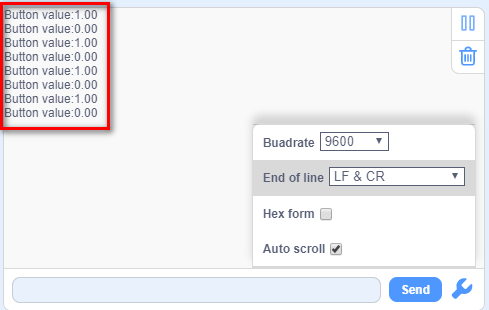 Button value:1.00
Button value:0.00
Button value:1.00
Button value:0.00
Button value:1.00
Button value:0.00
Button value:1.00
Button value:0.00
Buadrate 9600
End of line LF & CR
Hex form
Auto scroll
Send